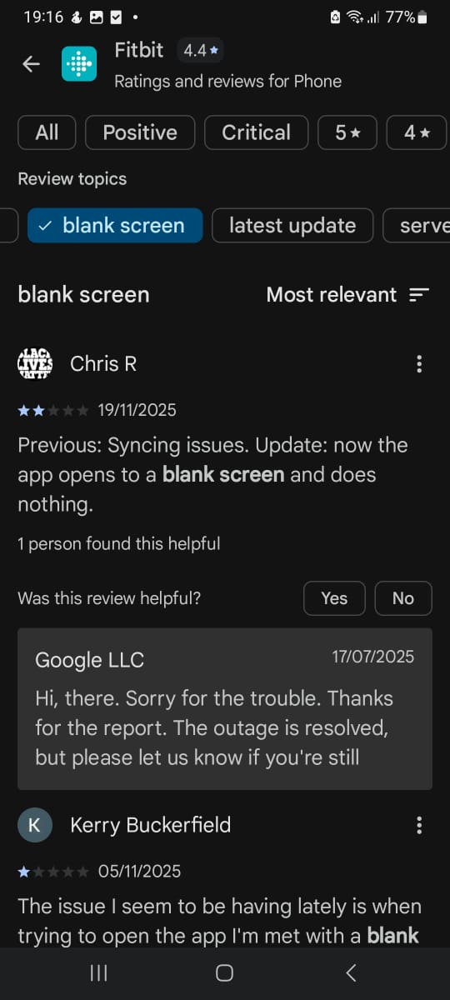 19:16
77%
Fitbit
4.4★
Ratings and reviews for Phone
All
Positive
Critical
5★
4★
Review topics
blank screen
latest update
serve
blank screen
Most relevant
Chris R
19/11/2025
Previous: Syncing issues. Update: now the
app opens to a blank screen and does
nothing.
1 person found this helpful
Was this review helpful?
Yes
No
Google LLC
17/07/2025
Hi, there. Sorry for the trouble. Thanks
for the report. The outage is resolved,
but please let us know if you're still
K
Kerry Buckerfield
05/11/2025
The issue I seem to be having lately is when
trying to open the app I'm met with a blank